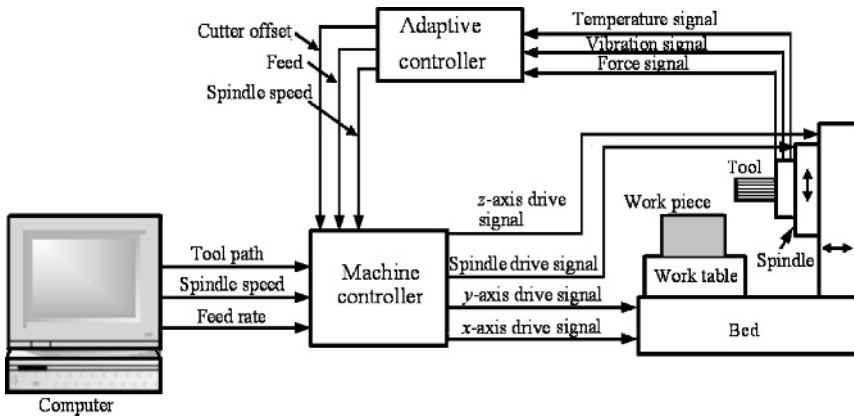 Cutter offset
Feed
Spindle speed
Adaptive
controller
Temperature signal
Vibration signal
Force signal
Tool
z-axis drive
signal
Work piece
Tool path
Spindle speed
Feed rate
Machine
controller
Spindle drive signal
y-axis drive signal
x-axis drive signal
Work table
Spindle
Bed
Computer